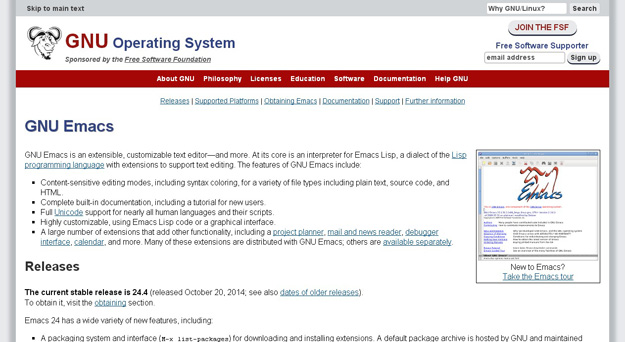 Skip to main text
Why GNU/Linux? Search
JOIN THE FSF
GNU Operating System
Free Software Supporter
Sponsored by the Free Software Foundation
email address Sign up
About GNU Philosophy Licenses Education Software Documentation Help GNU
Releases | Supported Platforms | Obtaining Emacs | Documentation | Support | Further information
GNU Emacs
GNU Emacs is an extensible, customizable text editor—and more. At its core is an interpreter for Emacs Lisp, a dialect of the Lisp
programming language with extensions to support text editing. The features of GNU Emacs include:
Content-sensitive editing modes, including syntax coloring, for a variety of file types including plain text, source code, and
HTML.
Complete built-in documentation, including a tutorial for new users.
Full Unicode support for nearly all human languages and their scripts.
Highly customizable, using Emacs Lisp code or a graphical interface.
A large number of extensions that add other functionality, including a project planner, mail and news reader, debugger
interface, calendar, and more. Many of these extensions are distributed with GNU Emacs; others are available separately.
Emacs
New to Emacs?
Take the Emacs tour
Releases
The current stable release is 24.4 (released October 20, 2014; see also dates of older releases).
To obtain it, visit the obtaining section.
Emacs 24 has a wide variety of new features, including:
A packaging system and interface (M-x list-packages) for downloading and installing extensions. A default package archive is hosted by GNU and maintained